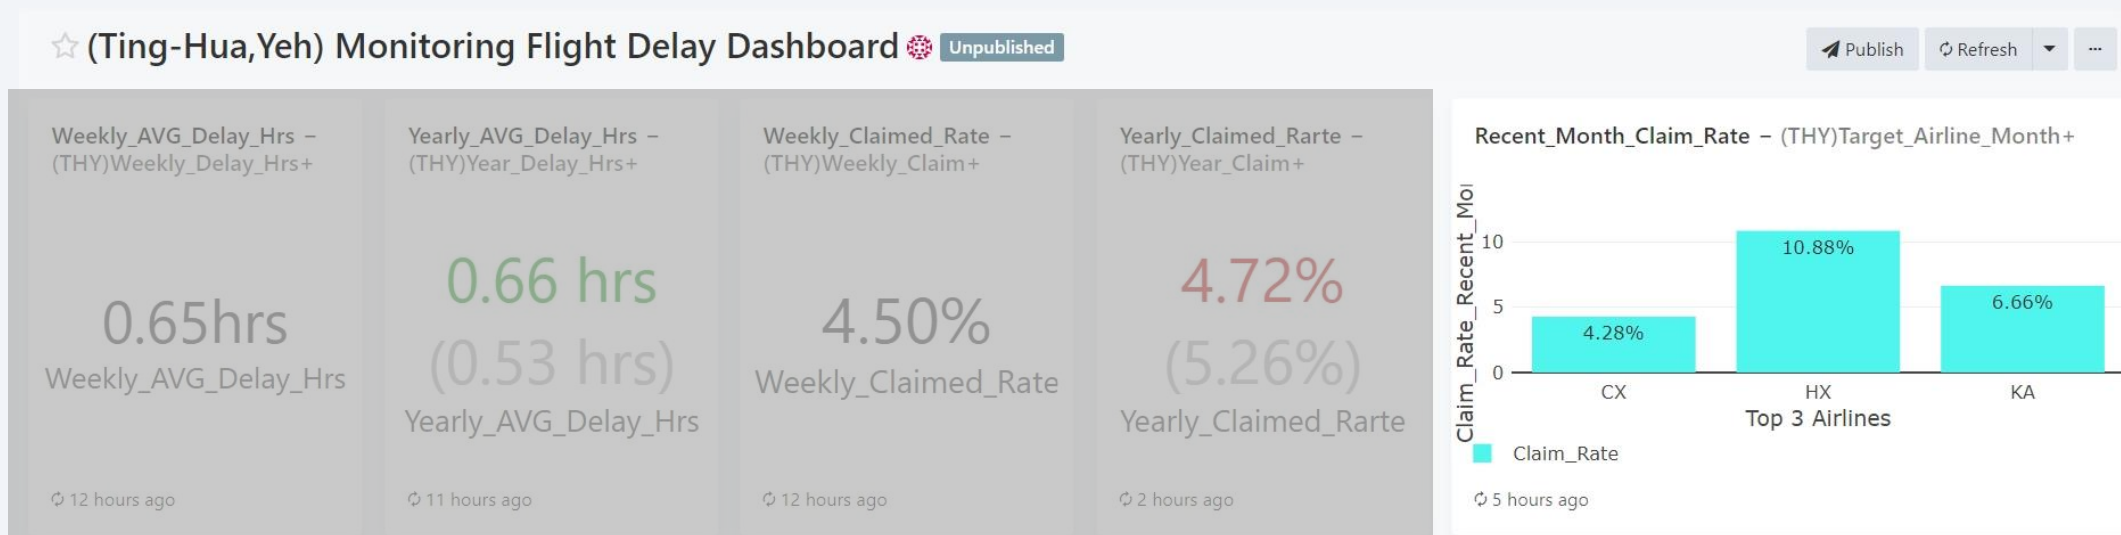 (Ting-Hua,Yeh) Monitoring Flight Delay Dashboard Unpublished
Publish Refresh ...
Weekly_AVG_Delay_Hrs –
(THY)Weekly_Delay_Hrs+
0.65hrs
Weekly_AVG_Delay_Hrs
12 hours ago
Yearly_AVG_Delay_Hrs –
(THY)Year_Delay_Hrs+
0.66 hrs
(0.53 hrs)
Yearly_AVG_Delay_Hrs
11 hours ago
Weekly_Claimed_Rate –
(THY)Weekly_Claim+
4.50%
Weekly_Claimed_Rate
12 hours ago
Yearly_Claimed_Rarte –
(THY)Year_Claim+
4.72%
(5.26%)
Yearly_Claimed_Rarte
2 hours ago
Recent_Month_Claim_Rate – (THY)Target_Airline_Month+
Claim_Rate_Recent_Mo
10
5
0
4.28%
10.88%
6.66%
CX HX KA
Top 3 Airlines
Claim_Rate
5 hours ago